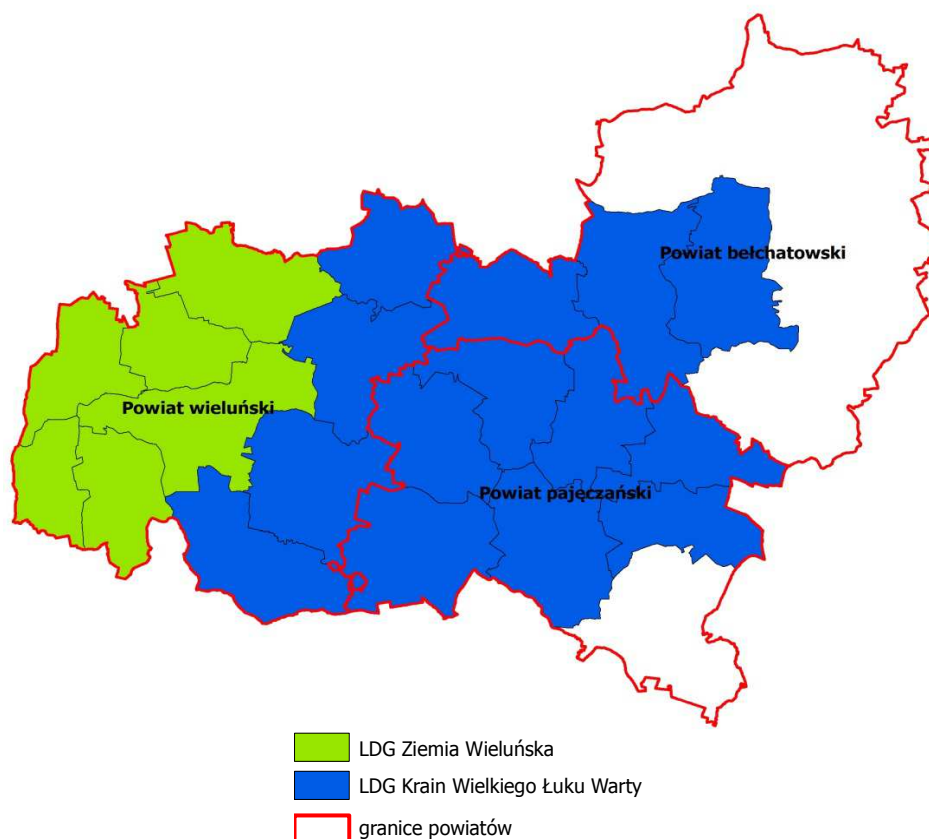 Powiat bełchatowski
Powiat wieluński
Powiat pajęczański
LDG Ziemia Wieluńska
LDG Krain Wielkiego Łuku Warty
granice powiatów